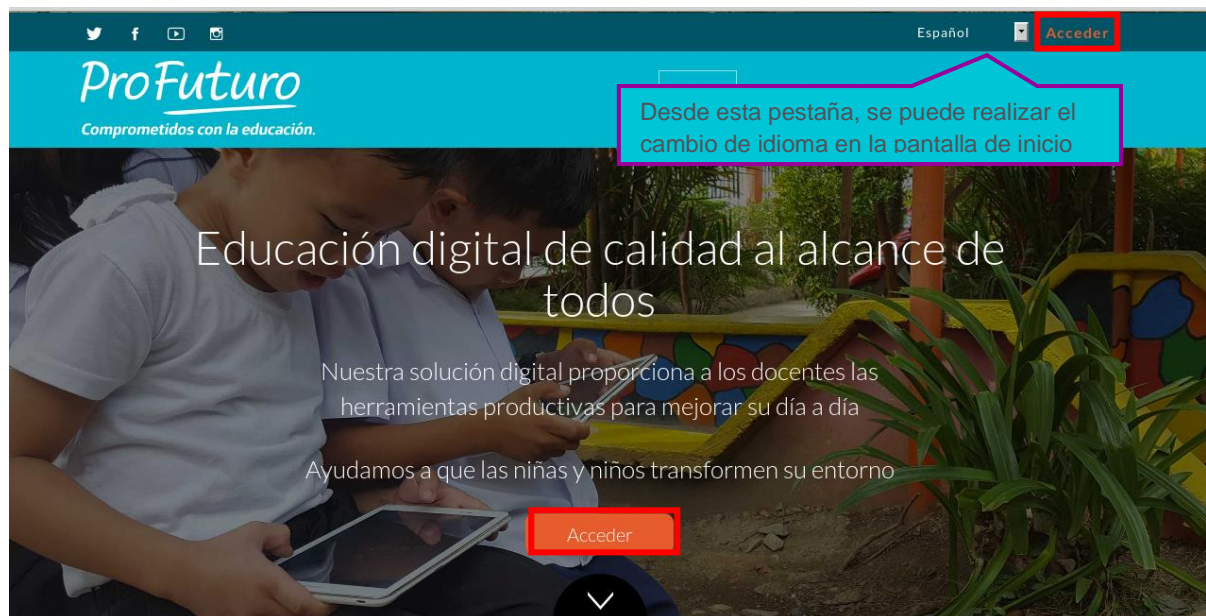 Español
Acceder
ProFuturo
Comprometidos con la educación.
Desde esta pestaña, se puede realizar el
cambio de idioma en la pantalla de inicio
Educación digital de calidad al alcance de
todos
Nuestra solución digital proporciona a los docentes las
herramientas productivas para mejorar su día a día
Ayudamos a que las niñas y niños transformen su entorno
Acceder